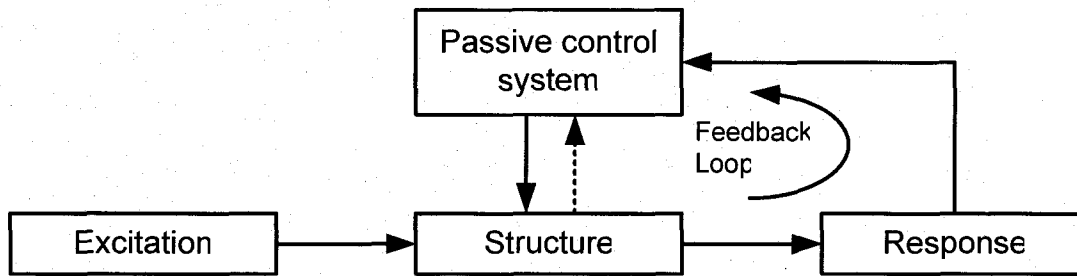 Passive control
system
Feedback
Loop
Excitation
Structure
Response